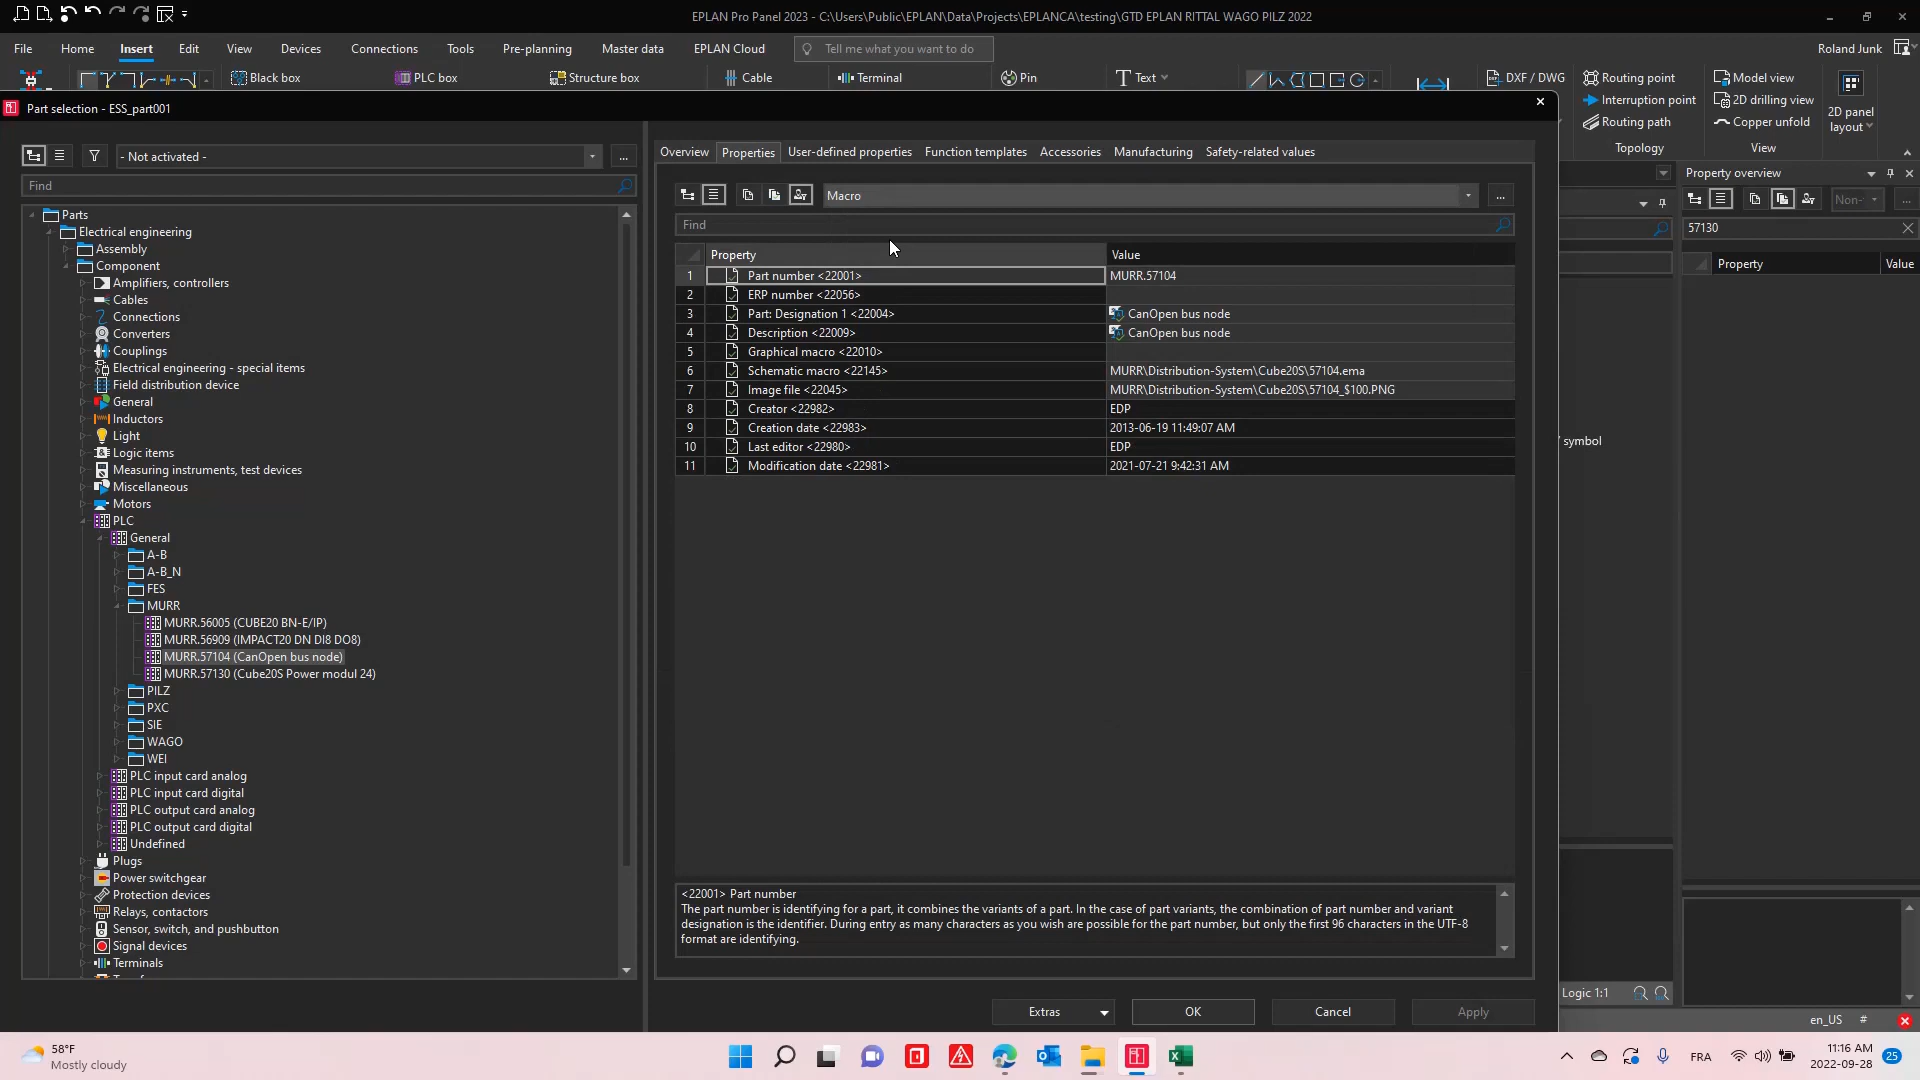 EPLAN Pro Panel 2023 - C:\Users\Public\EPLAN\Data\Projects\EPLANCA\testing\GTD EPLAN RITTAL WAGO PILZ 2022
File Home Insert Edit View Devices Connections Tools Pre-planning Master data EPLAN Cloud Tell me what you want to do Roland Junk
Black box PLC box Structure box Cable Terminal Pin Text DXF / DWG Routing point Model view
Interruption point 2D drilling view
2D panel layout
Routing path Copper unfold
Topology View
Part selection - ESS_part001
- Not activated - ...
Find
Parts
Electrical engineering
Assembly
Component
Amplifiers, controllers
Cables
Connections
Converters
Couplings
Electrical engineering - special items
Field distribution device
General
Inductors
Light
Logic items
Measuring instruments, test devices
Miscellaneous
Motors
PLC
General
A-B
A-B_N
FES
MURR
MURR.56005 (CUBE20 BN-E/IP)
MURR.56909 (IMPACT20 DN DI8 DO8)
MURR.57104 (CanOpen bus node)
MURR.57130 (Cube20S Power modul 24)
PILZ
PXC
SIE
WAGO
WEI
PLC input card analog
PLC input card digital
PLC output card analog
PLC output card digital
Undefined
Plugs
Power switchgear
Protection devices
Relays, contactors
Sensor, switch, and pushbutton
Signal devices
Terminals
Overview Properties User-defined properties Function templates Accessories Manufacturing Safety-related values
Macro ...
Find
Property Value
1 Part number <22001> MURR.57104
2 ERP number <22056>
3 Part: Designation 1 <22004> CanOpen bus node
4 Description <22009> CanOpen bus node
5 Graphical macro <22010>
6 Schematic macro <22145> MURR\Distribution-System\Cube20S\57104.ema
7 Image file <22045> MURR\Distribution-System\Cube20S\57104_$100.PNG
8 Creator <22982> EDP
9 Creation date <22983> 2013-06-19 11:49:07 AM
10 Last editor <22980> EDP
11 Modification date <22981> 2021-07-21 9:42:31 AM
<22001> Part number
The part number is identifying for a part, it combines the variants of a part. In the case of part variants, the combination of part number and variant
designation is the identifier. During entry as many characters as you wish are possible for the part number, but only the first 96 characters in the UTF-8
format are identifying.
Extras OK Cancel Apply
Property overview
Non- ...
57130
Property Value
symbol
Logic 1:1
en_US #
58°F
Mostly cloudy
FRA
11:16 AM
2022-09-28
25